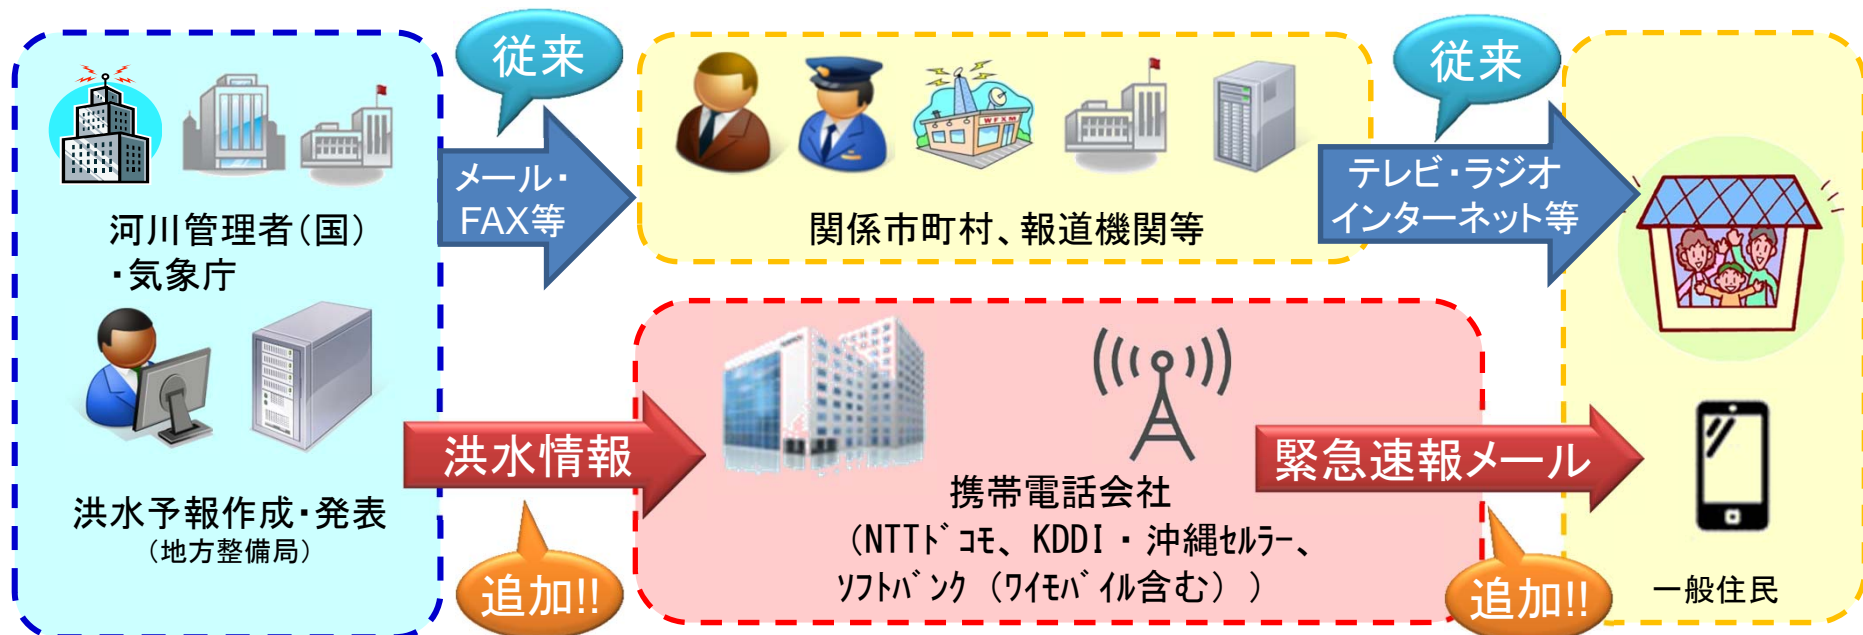 従来
従来
メール・
FAX等
WFXM
テレビ・ラジオ
インターネット等
河川管理者（国）
・気象庁
関係市町村、報道機関等
洪水情報
緊急速報メール
洪水予報作成・発表
（地方整備局）
携帯電話会社
（NTTﾄﾞｺﾓ、KDDI・沖縄ｾﾙﾗｰ、
ｿﾌﾄﾊﾞﾝｸ（ﾜｲﾓﾊﾞｲﾙ含む））
追加!!
追加!!
一般住民